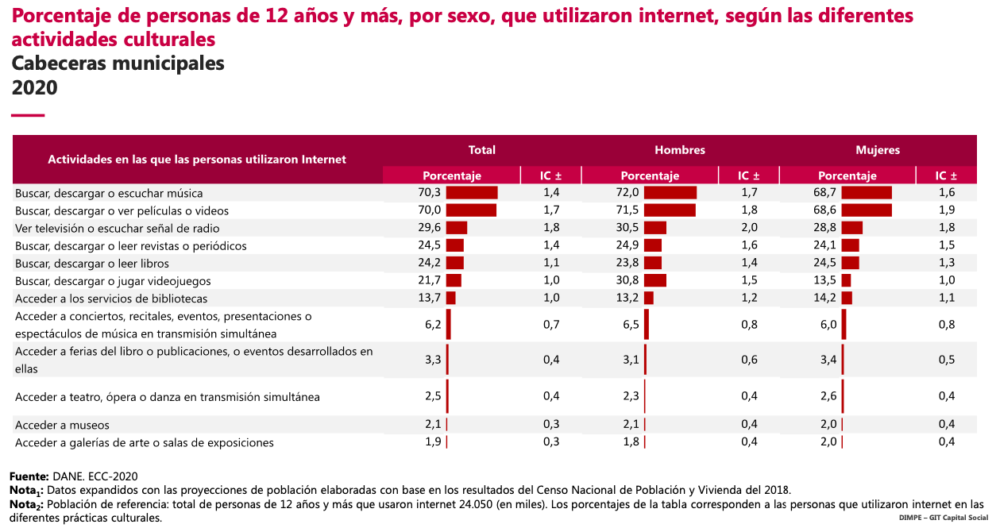 Porcentaje de personas de 12 años y más, por sexo, que utilizaron internet, según las diferentes
actividades culturales
Cabeceras municipales
2020
Actividades en las que las personas utilizaron Internet Total Hombres Mujeres
Porcentaje IC ± Porcentaje IC ± Porcentaje IC ±
Buscar, descargar o escuchar música 70,3 1,4 72,0 1,7 68,7 1,6
Buscar, descargar o ver películas o videos 70,0 1,7 71,5 1,8 68,6 1,9
Ver televisión o escuchar señal de radio 29,6 1,8 30,5 2,0 28,8 1,8
Buscar, descargar o leer revistas o periódicos 24,5 1,4 24,9 1,6 24,1 1,5
Buscar, descargar o leer libros 24,2 1,1 23,8 1,4 24,5 1,3
Buscar, descargar o jugar videojuegos 21,7 1,0 30,8 1,5 13,5 1,0
Acceder a los servicios de bibliotecas 13,7 1,0 13,2 1,2 14,2 1,1
Acceder a conciertos, recitales, eventos, presentaciones o
espectáculos de música en transmisión simultánea 6,2 0,7 6,5 0,8 6,0 0,8
Acceder a ferias del libro o publicaciones, o eventos desarrollados en
ellas 3,3 0,4 3,1 0,6 3,4 0,5
Acceder a teatro, ópera o danza en transmisión simultánea 2,5 0,4 2,3 0,4 2,6 0,4
Acceder a museos 2,1 0,3 2,1 0,4 2,0 0,4
Acceder a galerías de arte o salas de exposiciones 1,9 0,3 1,8 0,4 2,0 0,4
Fuente: DANE. ECC-2020
Nota1: Datos expandidos con las proyecciones de población elaboradas con base en los resultados del Censo Nacional de Población y Vivienda del 2018.
Nota2: Población de referencia: total de personas de 12 años y más que usaron internet 24.050 (en miles). Los porcentajes de la tabla corresponden a las personas que utilizaron internet en las
diferentes prácticas culturales.
DIMPE – GIT Capital Social